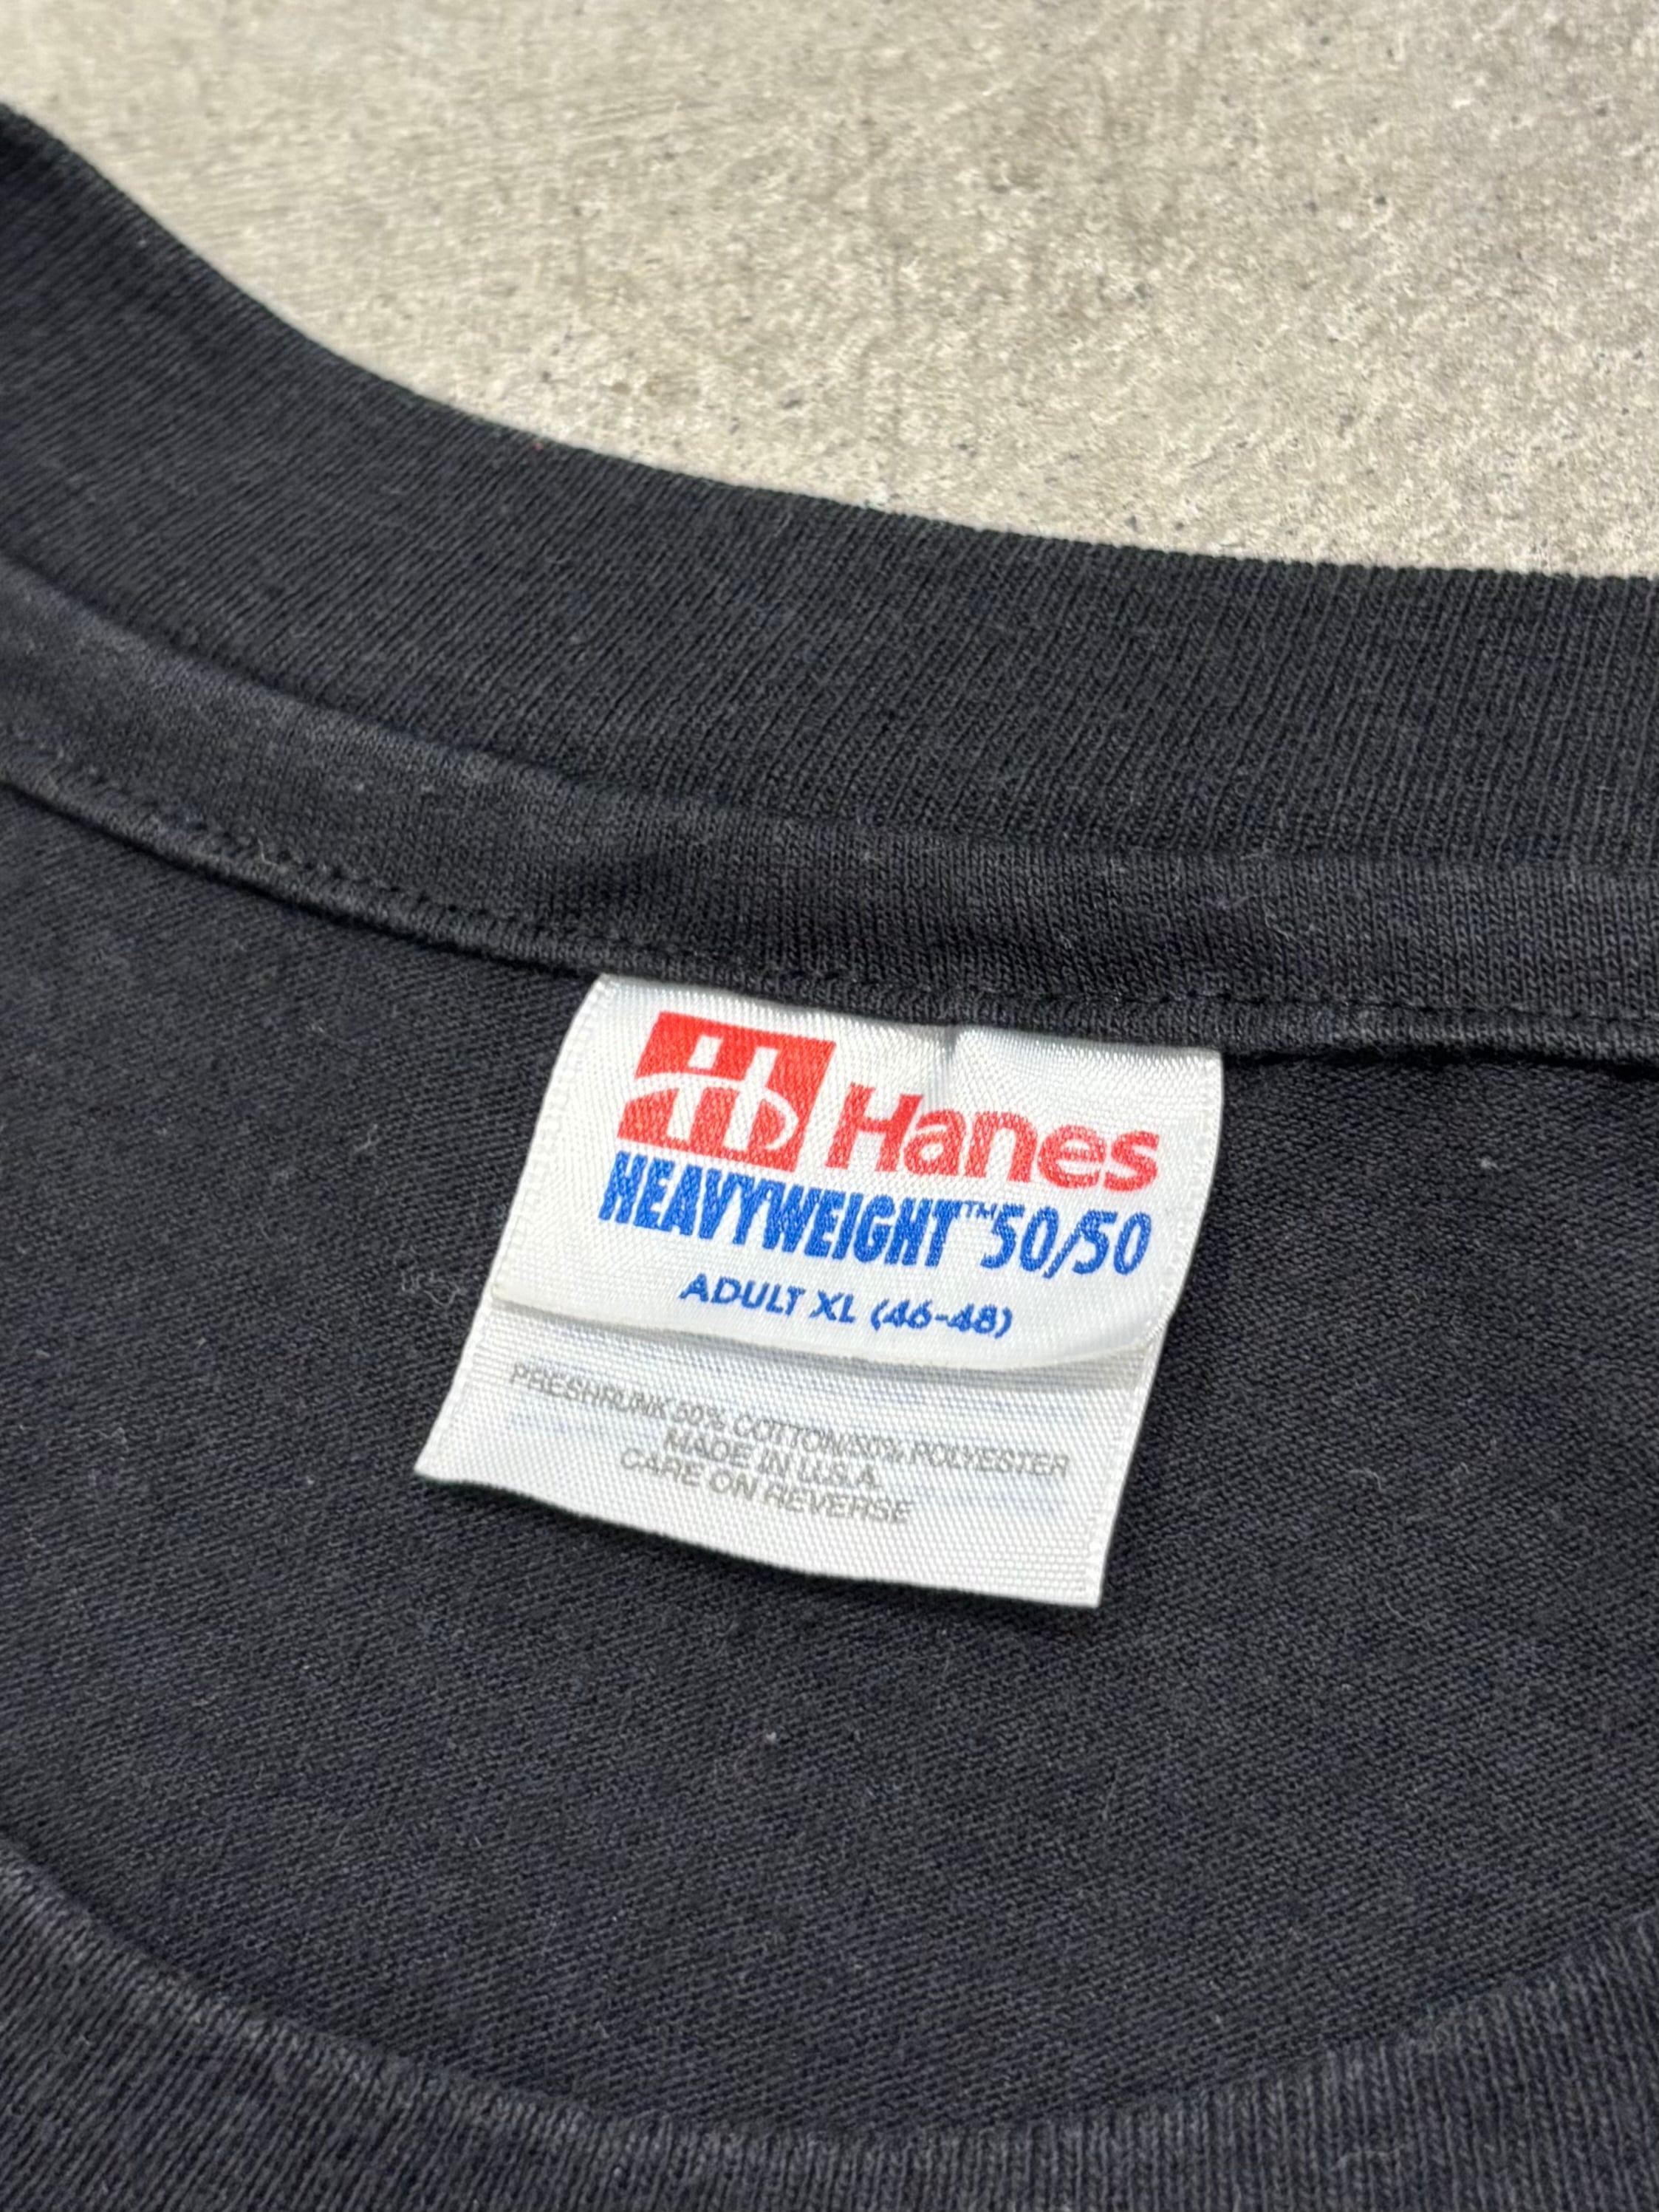 Hanes
HEAVYWEIGHT™ 50/50
ADULT XL (46-48)
PRESHRUNK 50% COTTON/50% POLYESTER
MADE IN U.S.A.
CARE ON REVERSE